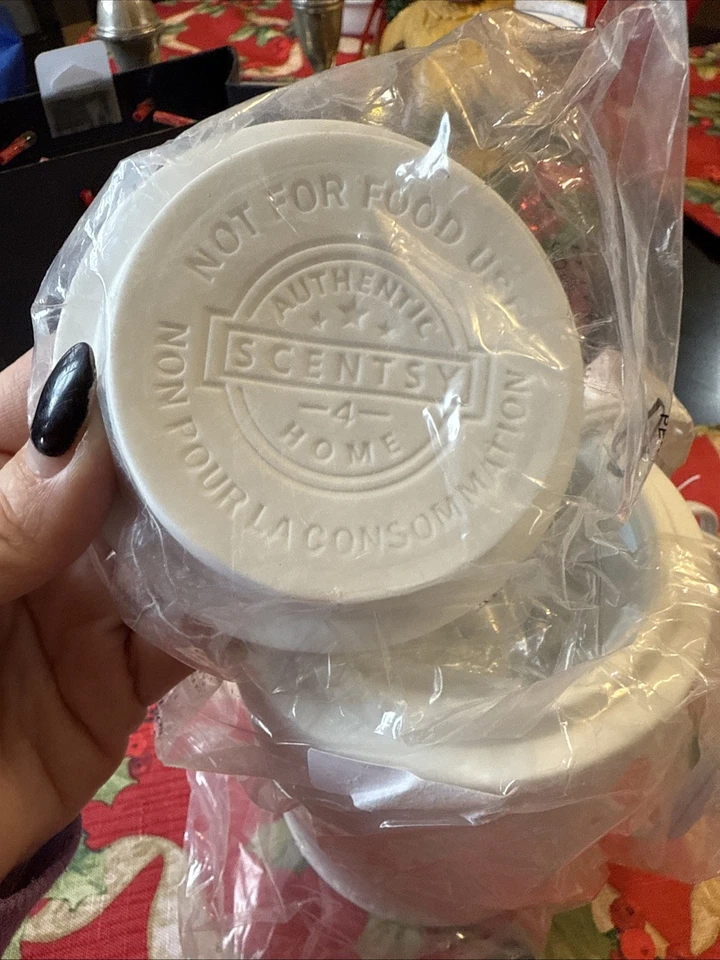 NOT FOR FOOD USE
AUTHENTIC
SCENTSY
4
HOME
NON POUR LA CONSOMMATION